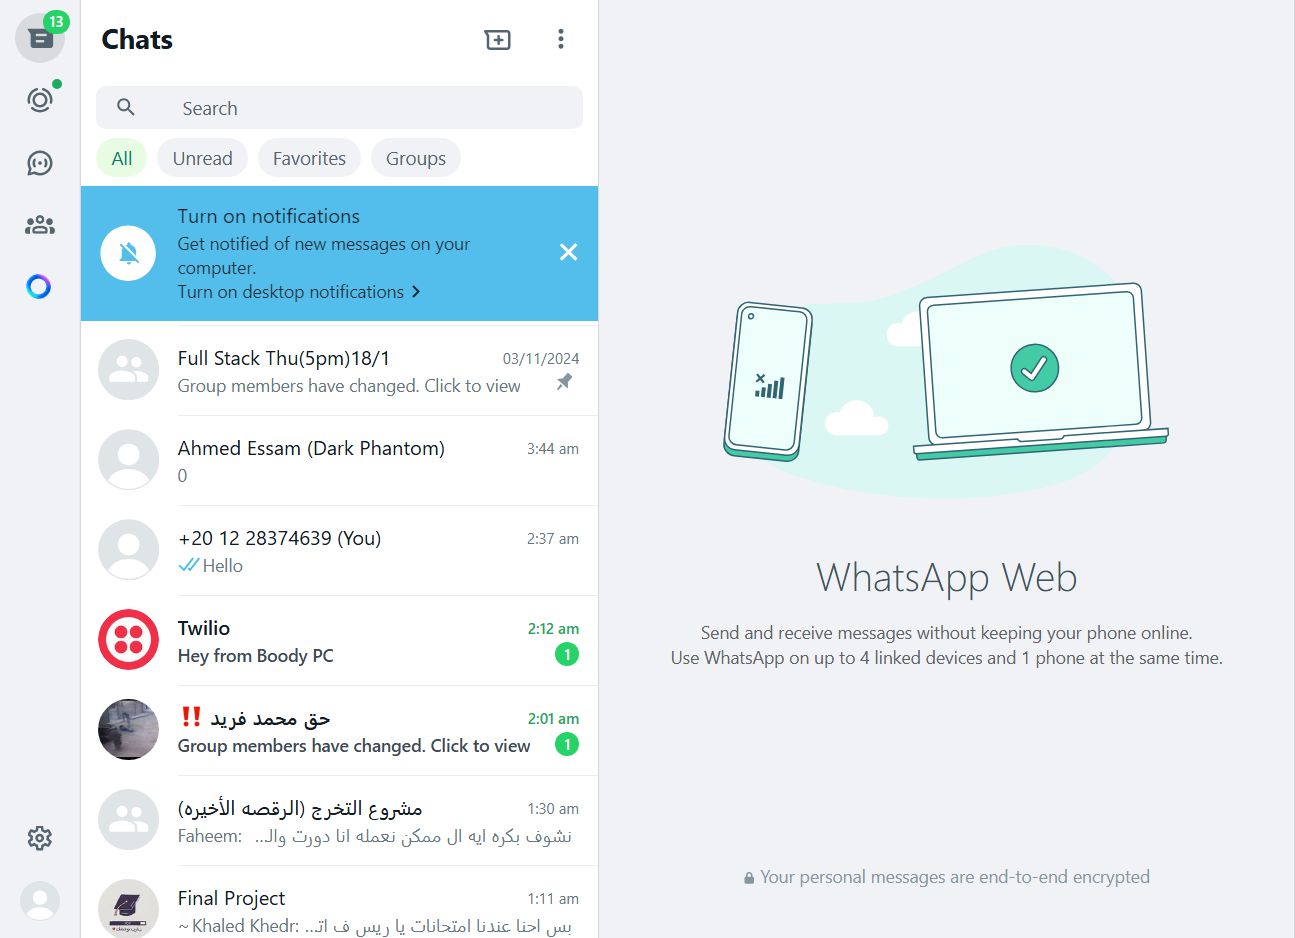 13
Chats
Search
All
Unread
Favorites
Groups
Turn on notifications
Get notified of new messages on your
computer.
Turn on desktop notifications
Full Stack Thu(5pm)18/1
03/11/2024
Group members have changed. Click to view
Ahmed Essam (Dark Phantom)
3:44 am
0
+20 12 28374639 (You)
2:37 am
Hello
Twilio
2:12 am
Hey from Boody PC
1
حق محمد فريد ‼️
2:01 am
Group members have changed. Click to view
1
مشروع التخرج (الرقصه الأخيره)
1:30 am
Faheem: نشوف بكره ايه ال ممكن نعمله انا دورت والـ...
Final Project
1:11 am
~ Khaled Khedr: بس احنا عندنا امتحانات يا ريس ف اتـ...
WhatsApp Web
Send and receive messages without keeping your phone online.
Use WhatsApp on up to 4 linked devices and 1 phone at the same time.
Your personal messages are end-to-end encrypted